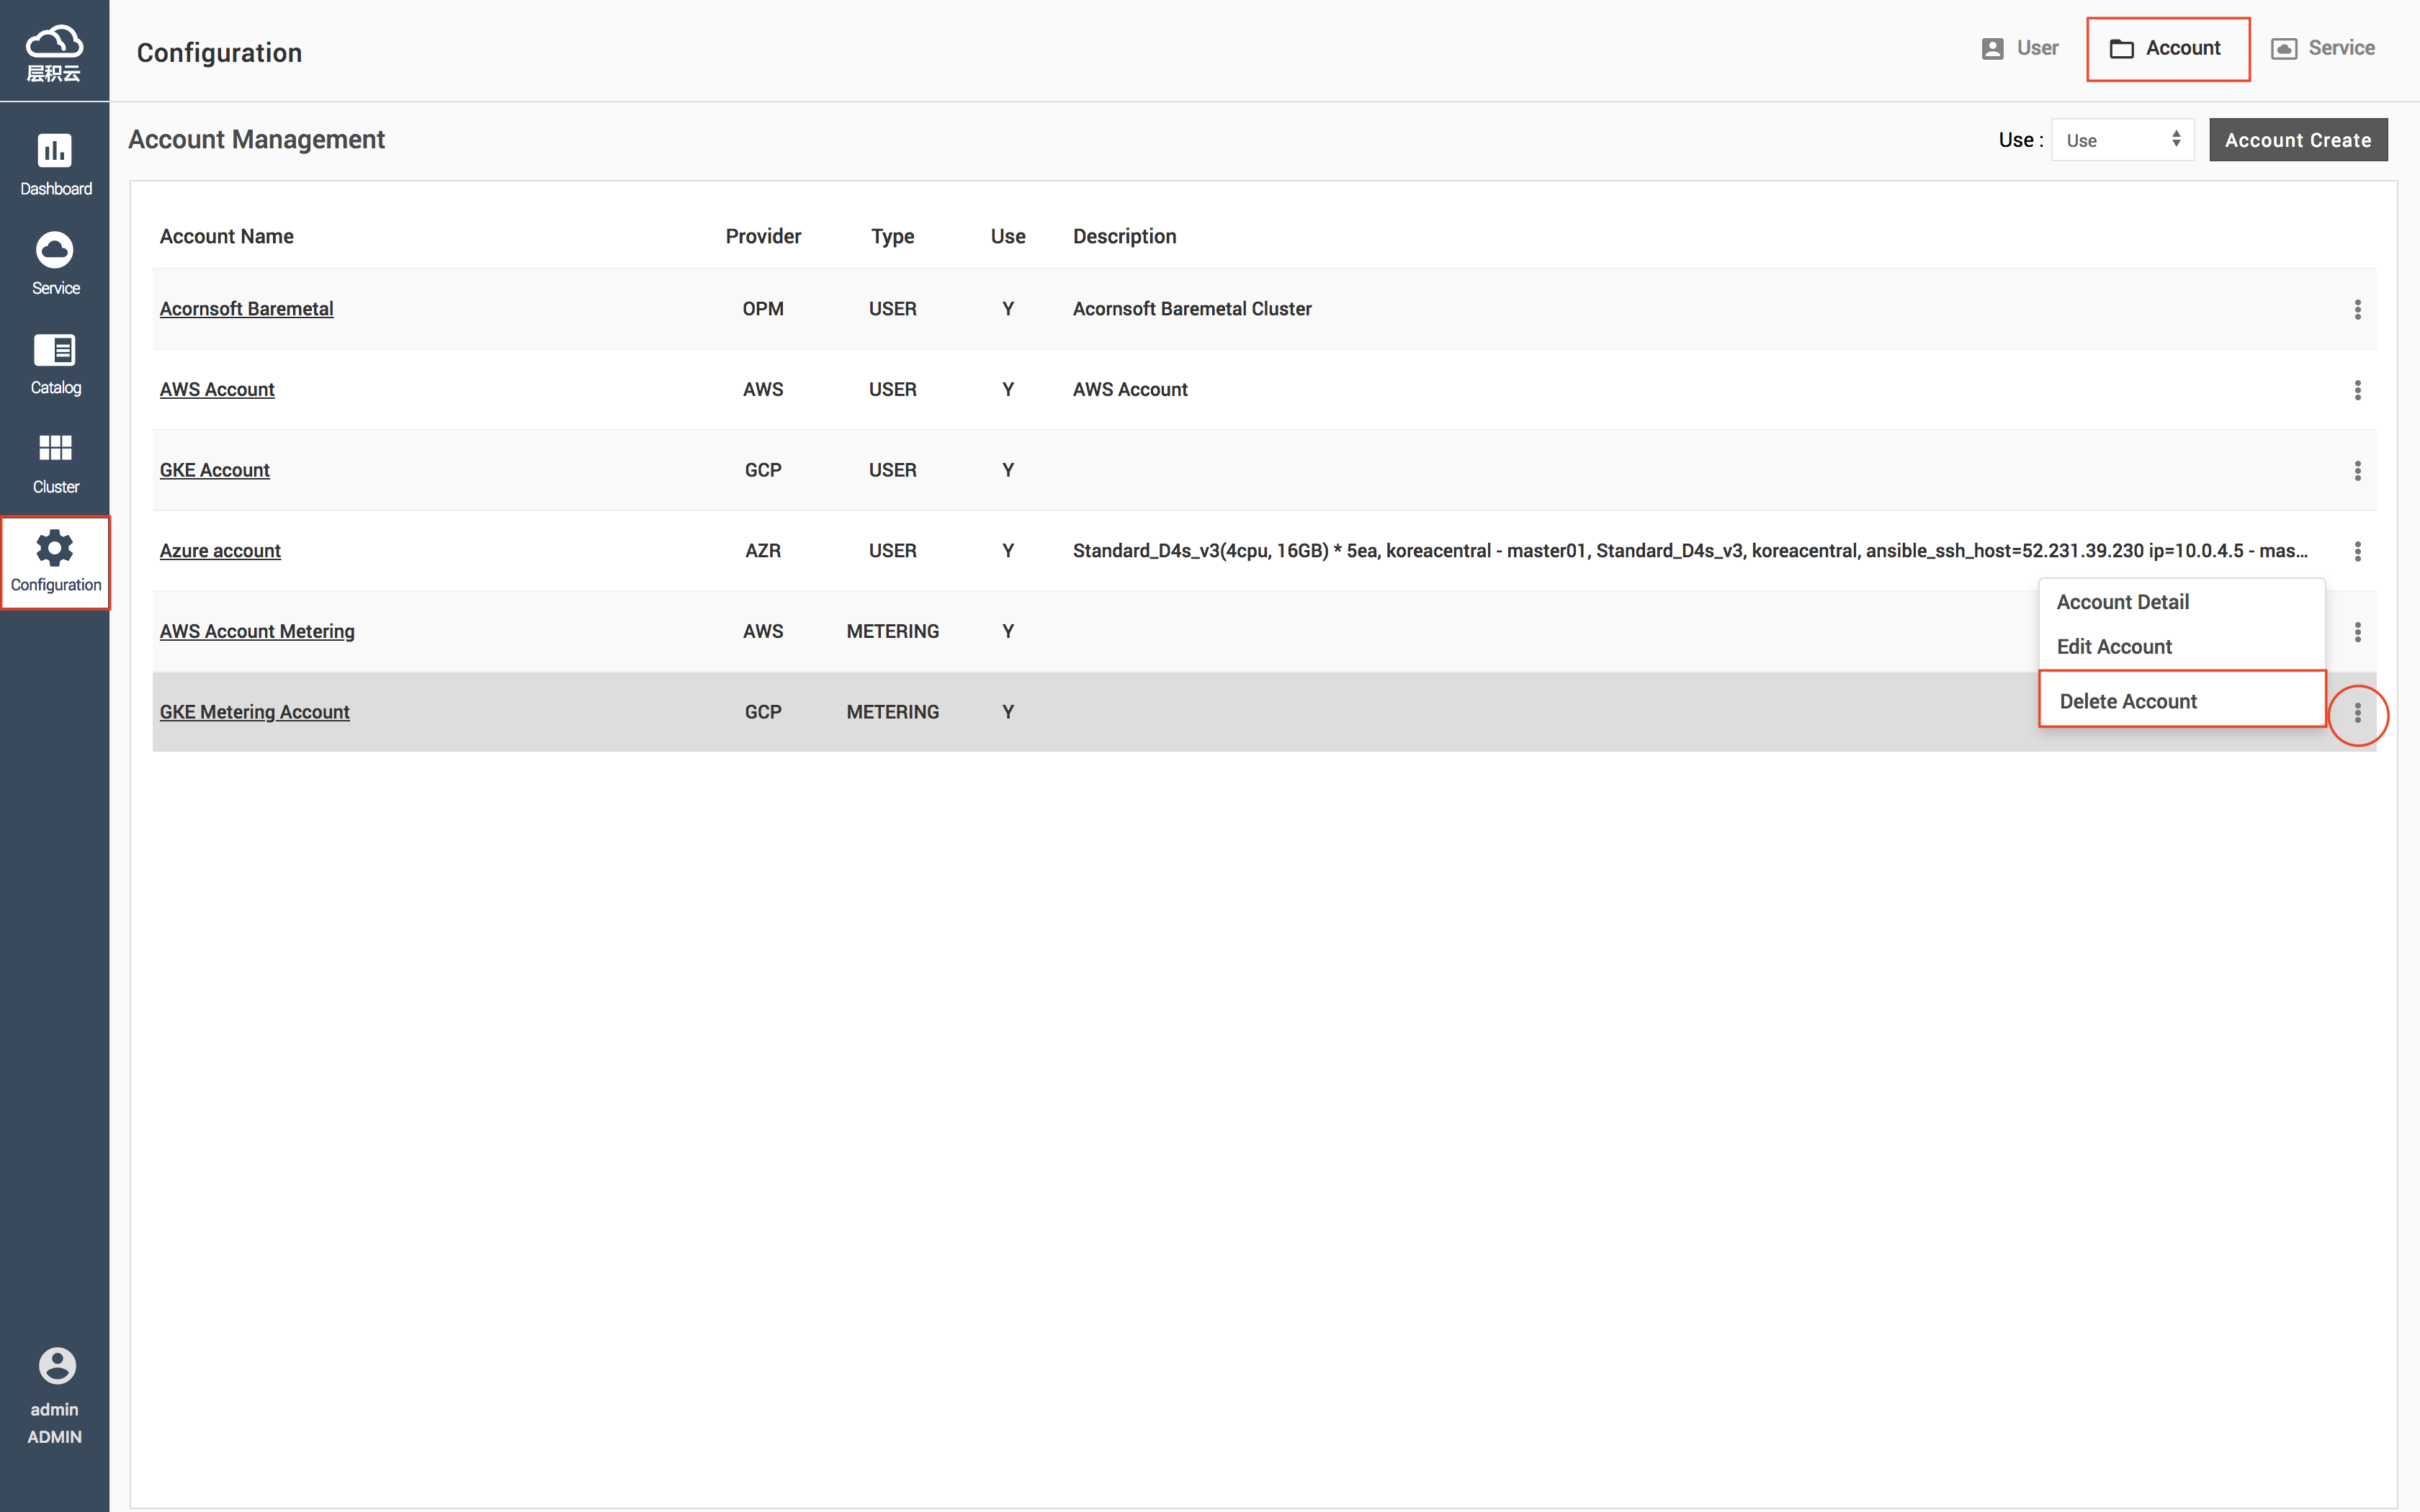 层积云
Configuration
User
Account
Service
Dashboard
Service
Catalog
Cluster
Configuration
admin
ADMIN
Account Management
Use :
Use
Account Create
Account Name Provider Type Use Description
Acornsoft Baremetal OPM USER Y Acornsoft Baremetal Cluster
AWS Account AWS USER Y AWS Account
GKE Account GCP USER Y
Azure account AZR USER Y Standard_D4s_v3(4cpu, 16GB) * 5ea, koreacentral - master01, Standard_D4s_v3, koreacentral, ansible_ssh_host=52.231.39.230 ip=10.0.4.5 - mas...
AWS Account Metering AWS METERING Y
GKE Metering Account GCP METERING Y
Account Detail
Edit Account
Delete Account